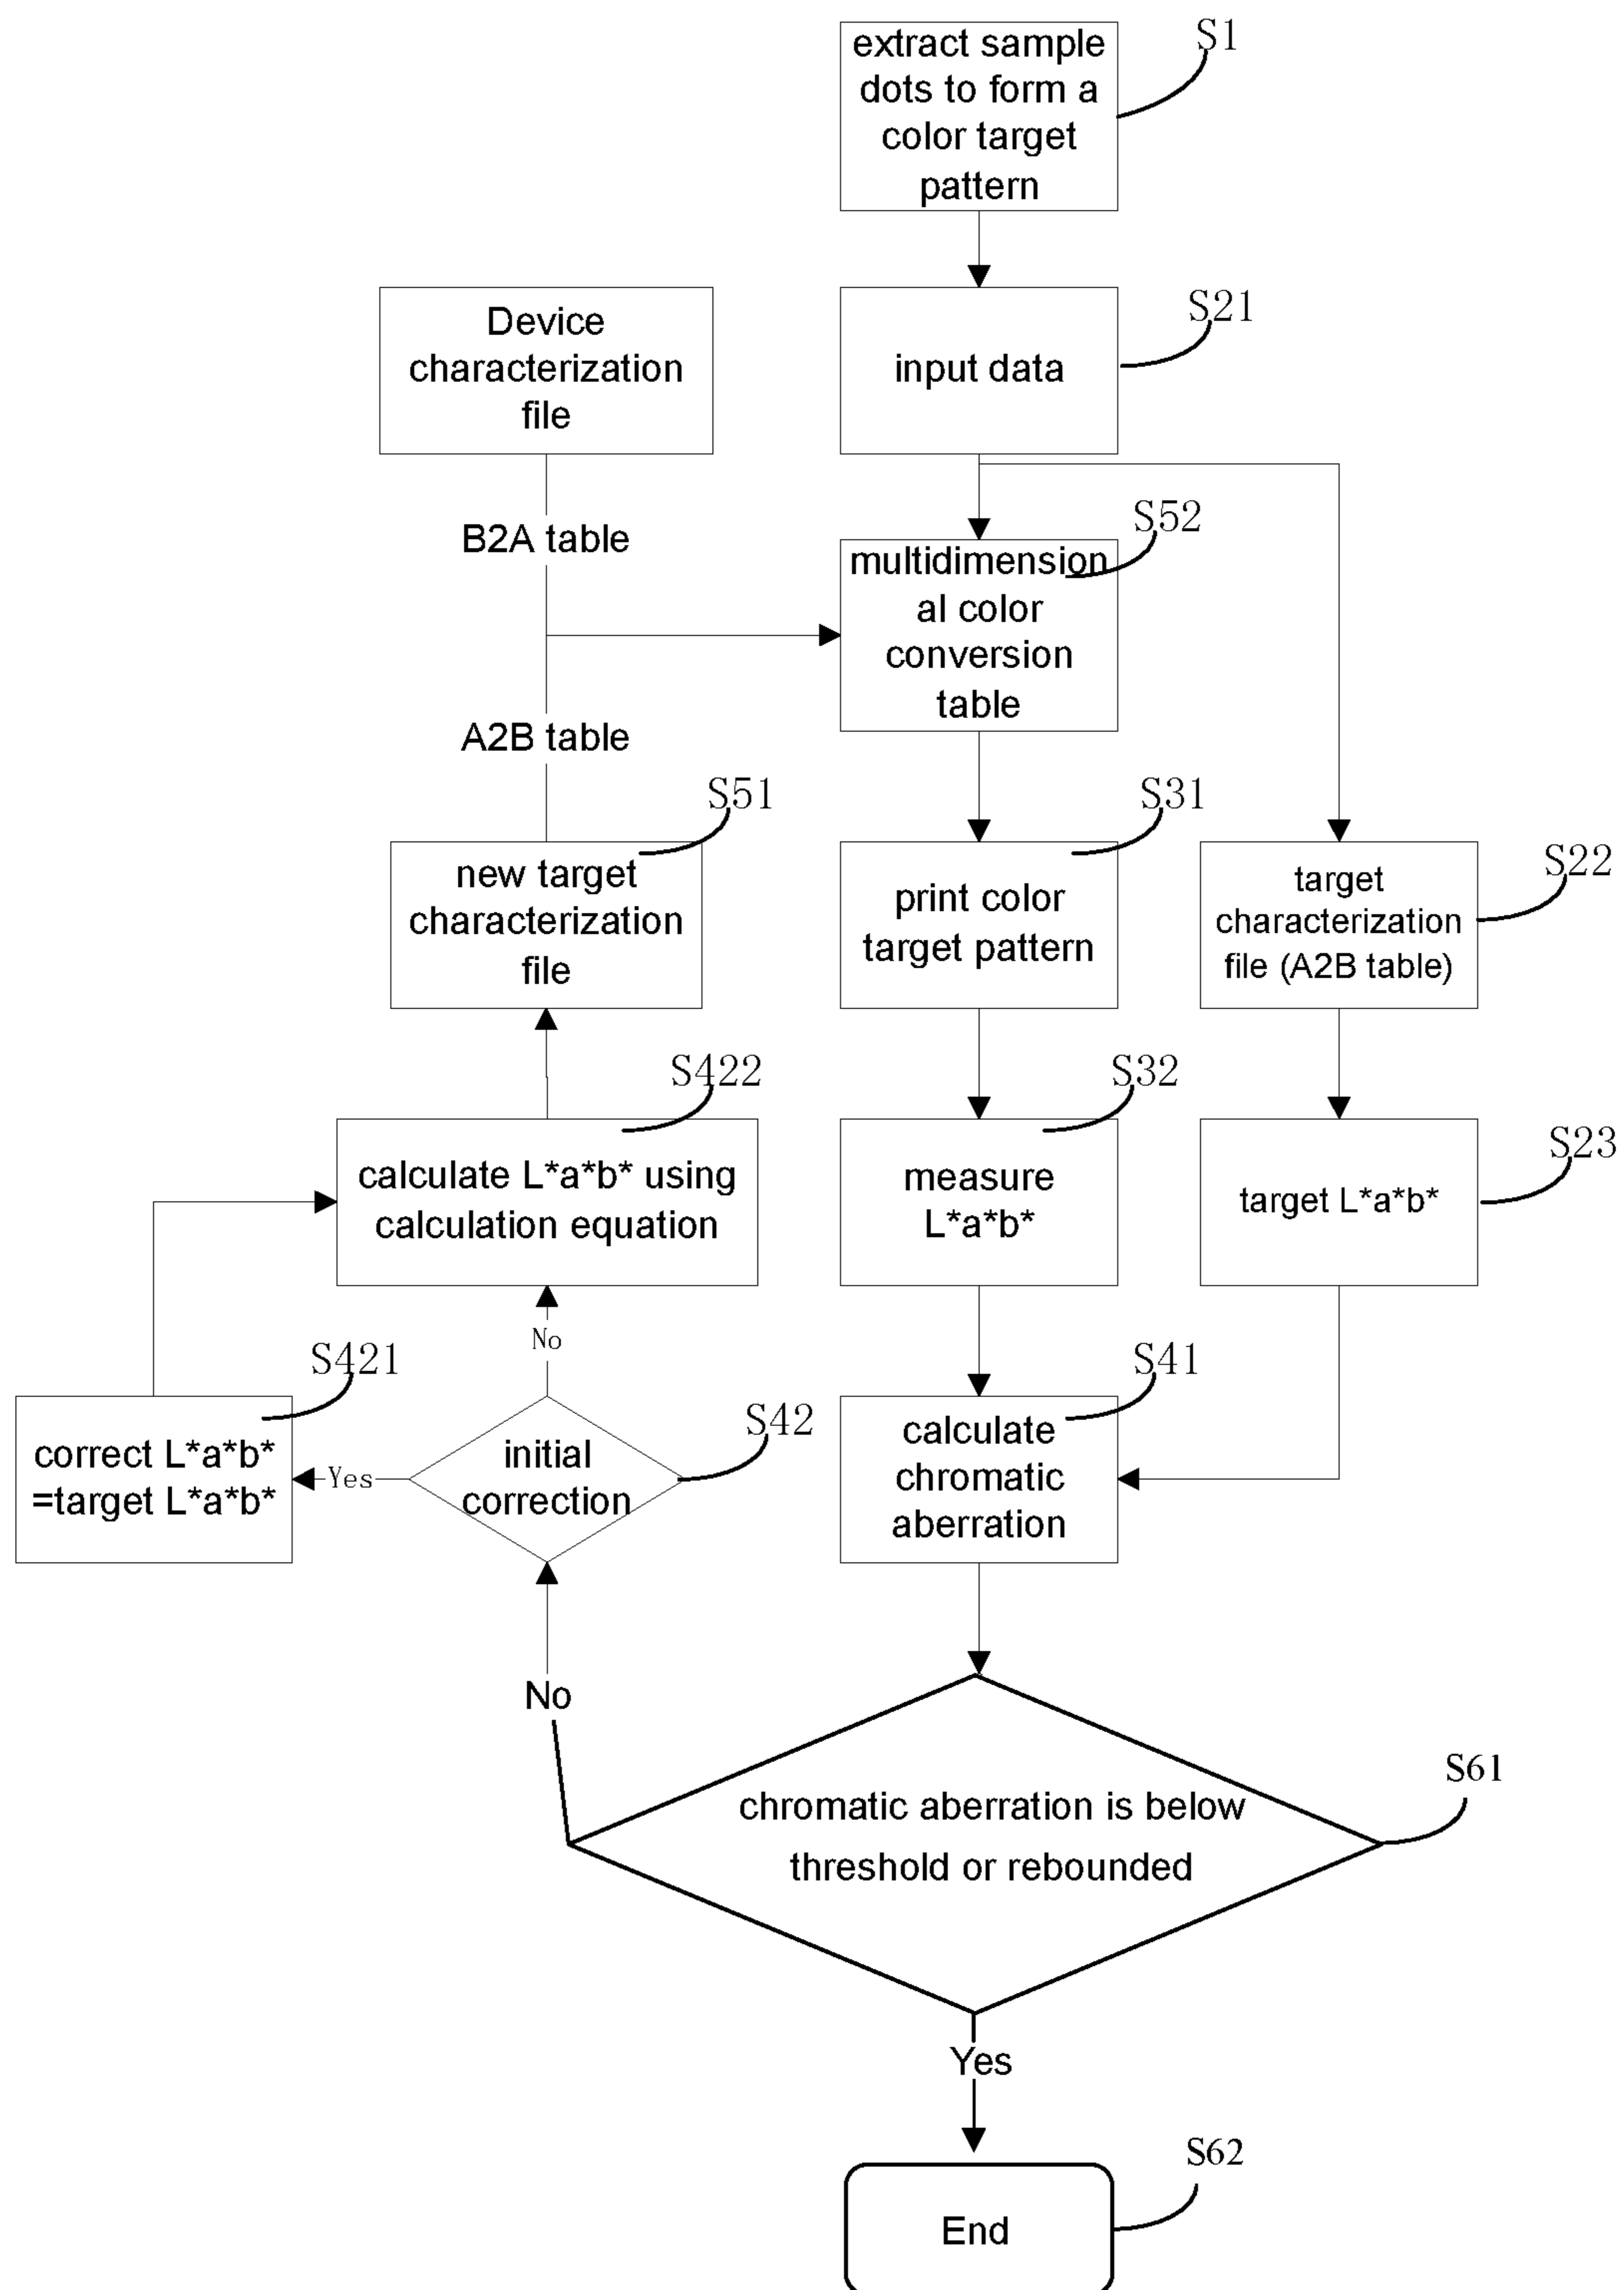 extract sample
dots to form a
color target
pattern
S1
Device
characterization
file
input data
S21
B2A table
multidimension
al color
conversion
table
S52
A2B table
new target
characterization
file
S51
print color
target pattern
S31
target
characterization
file (A2B table)
S22
calculate L*a*b* using
calculation equation
S422
measure
L*a*b*
S32
target L*a*b*
S23
No
correct L*a*b*
=target L*a*b*
S421
Yes
initial
correction
S42
calculate
chromatic
aberration
S41
No
chromatic aberration is below
threshold or rebounded
S61
Yes
End
S62